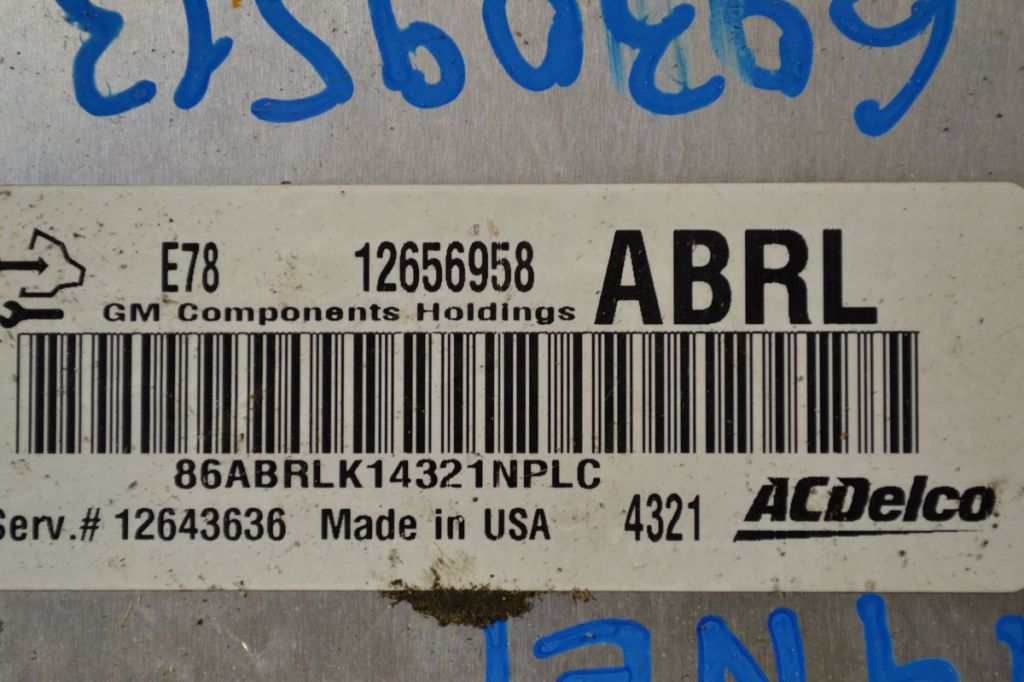 E78 12656958 ABRL
GM Components Holdings
86ABRLK14321NPLC
Serv.# 12643636 Made in USA 4321 ACDelco